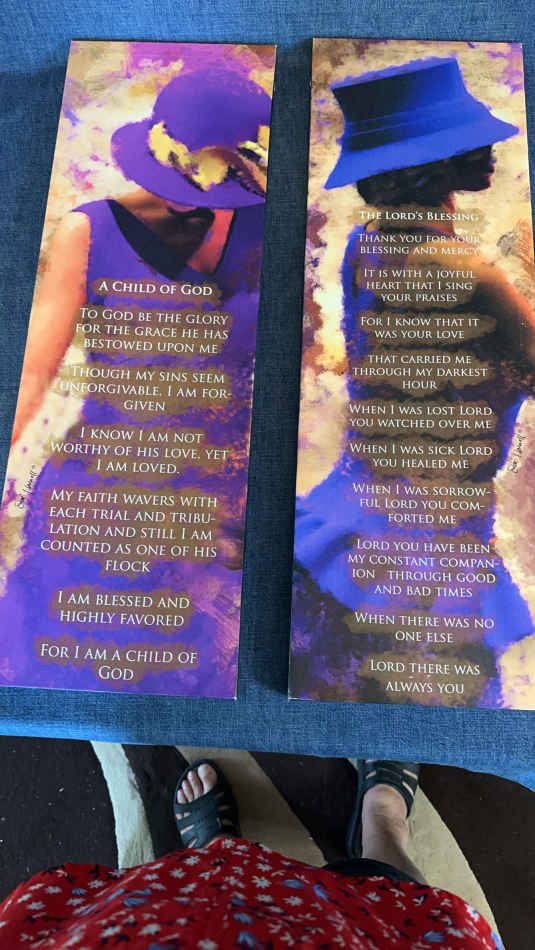 A Child of God
To God be the glory
for the grace He has
bestowed upon me
Though my sins seem
unforgivable. I am for-
given
I know I am not
worthy of His love, yet
I am loved.
My faith wavers with
each trial and tribu-
lation and still I am
counted as one of His
flock
I am blessed and
highly favored
For I am a child of
God
The Lord's Blessing
Thank you for your
blessing and mercy
It is with a joyful
heart that I sing
your praises
For I know that it
was your love
that carried me
through my darkest
hour
When I was lost Lord
you watched over me
When I was sick Lord
you healed me
When I was sorrow-
ful Lord you com-
forted me
Lord you have been
my constant compan-
ion through good
and bad times
When there was no
one else
Lord there was
always you